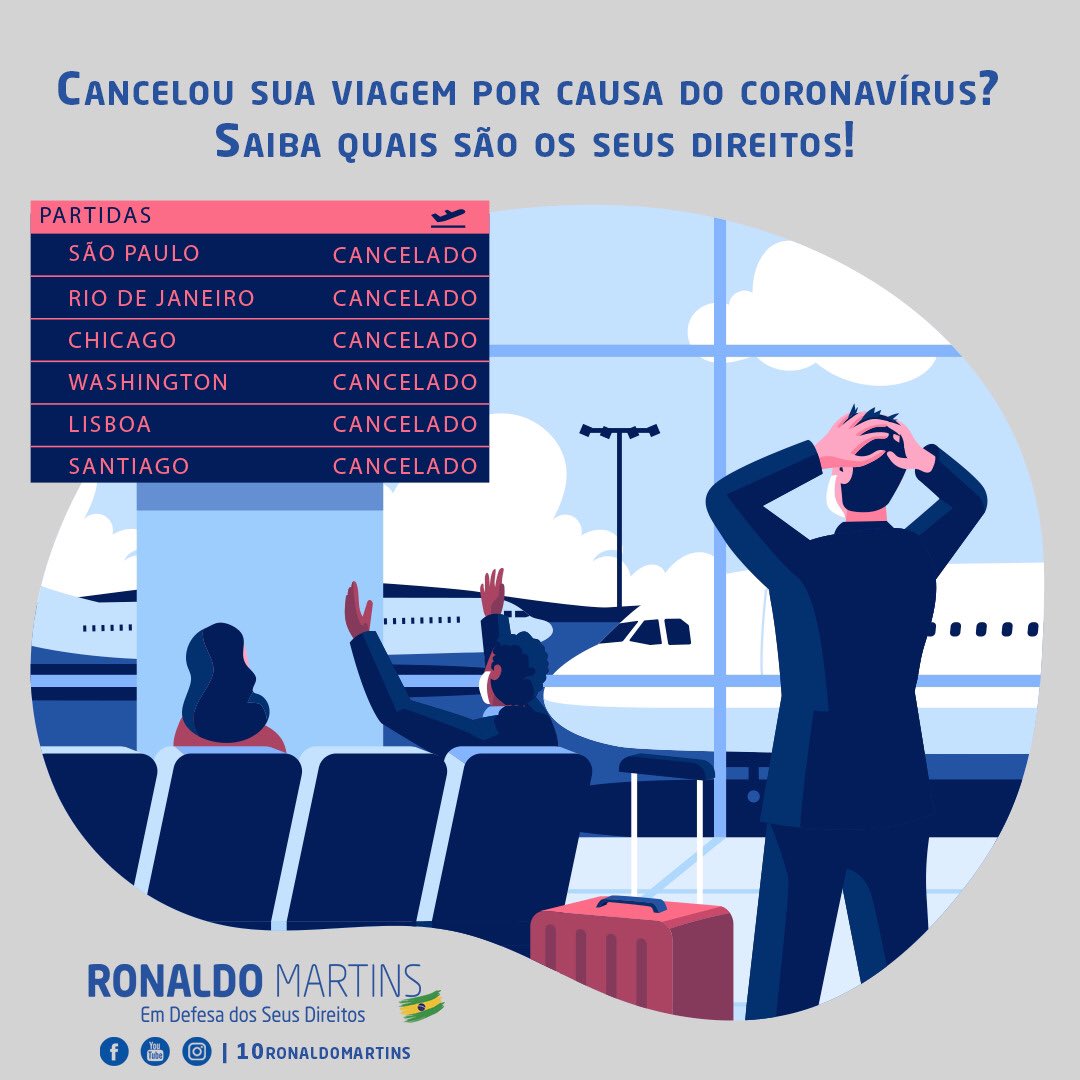 Cancelou sua viagem por causa do coronavírus?
Saiba quais são os seus direitos!
PARTIDAS
SÃO PAULO CANCELADO
RIO DE JANEIRO CANCELADO
CHICAGO CANCELADO
WASHINGTON CANCELADO
LISBOA CANCELADO
SANTIAGO CANCELADO
RONALDO MARTINS
Em Defesa dos Seus Direitos
f You Tube | 10RONALDOMARTINS